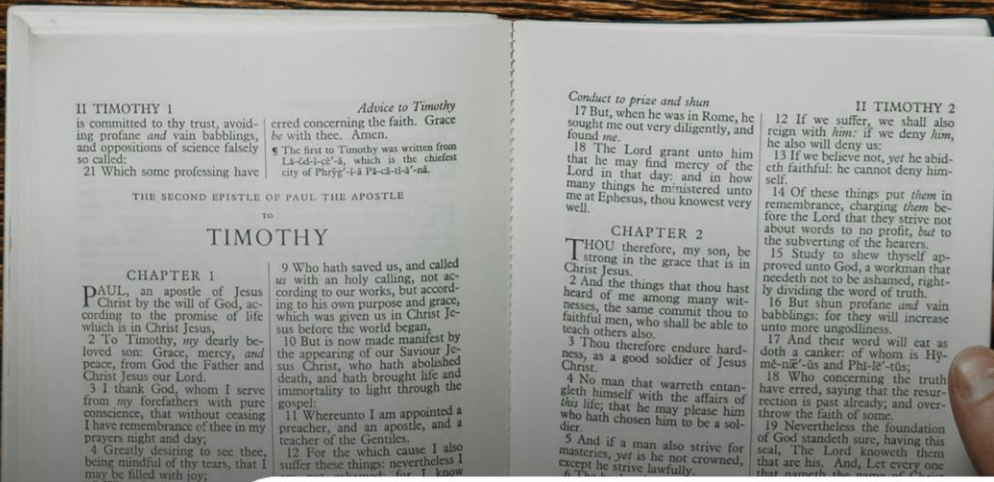 II TIMOTHY 1
Advice to Timothy
is committed to thy trust, avoid-
ing profane and vain babblings,
and oppositions of science falsely
so called:
21 Which some professing have
erred concerning the faith. Grace
be with thee. Amen.
¶ The first to Timothy was written from
Lā-ŏd-ĭ-cē'-ȧ, which is the chiefest
city of Phrўġ'-ĭ-ȧ Pā-cā-tī-ā'-nȧ.
THE SECOND EPISTLE OF PAUL THE APOSTLE
TO
TIMOTHY
CHAPTER 1
PAUL, an apostle of Jesus
Christ by the will of God, ac-
cording to the promise of life
which is in Christ Jesus,
2 To Timothy, my dearly be-
loved son: Grace, mercy, and
peace, from God the Father and
Christ Jesus our Lord.
3 I thank God, whom I serve
from my forefathers with pure
conscience, that without ceasing
I have remembrance of thee in my
prayers night and day;
4 Greatly desiring to see thee,
being mindful of thy tears, that I
may be filled with joy;
9 Who hath saved us, and called
us with an holy calling, not ac-
cording to our works, but accord-
ing to his own purpose and grace,
which was given us in Christ Je-
sus before the world began,
10 But is now made manifest by
the appearing of our Saviour Je-
sus Christ, who hath abolished
death, and hath brought life and
immortality to light through the
gospel:
11 Whereunto I am appointed a
preacher, and an apostle, and a
teacher of the Gentiles.
12 For the which cause I also
suffer these things: nevertheless I
Conduct to prize and shun
II TIMOTHY 2
17 But, when he was in Rome, he
sought me out very diligently, and
found me.
18 The Lord grant unto him
that he may find mercy of the
Lord in that day: and in how
many things he ministered unto
me at Ephesus, thou knowest very
well.
CHAPTER 2
THOU therefore, my son, be
strong in the grace that is in
Christ Jesus.
2 And the things that thou hast
heard of me among many wit-
nesses, the same commit thou to
faithful men, who shall be able to
teach others also.
3 Thou therefore endure hard-
ness, as a good soldier of Jesus
Christ.
4 No man that warreth entan-
gleth himself with the affairs of
this life; that he may please him
who hath chosen him to be a sol-
dier.
5 And if a man also strive for
masteries, yet is he not crowned,
except he strive lawfully.
12 If we suffer, we shall also
reign with him: if we deny him,
he also will deny us:
13 If we believe not, yet he abid-
eth faithful: he cannot deny him-
self.
14 Of these things put them in
remembrance, charging them be-
fore the Lord that they strive not
about words to no profit, but to
the subverting of the hearers.
15 Study to shew thyself ap-
proved unto God, a workman that
needeth not to be ashamed, right-
ly dividing the word of truth.
16 But shun profane and vain
babblings: for they will increase
unto more ungodliness.
17 And their word will eat as
doth a canker: of whom is Hȳ-
mĕn-æ'-ŭs and Phī-lē'-tŭs;
18 Who concerning the truth
have erred, saying that the resur-
rection is past already; and over-
throw the faith of some.
19 Nevertheless the foundation
of God standeth sure, having this
seal, The Lord knoweth them
that are his. And, Let every one